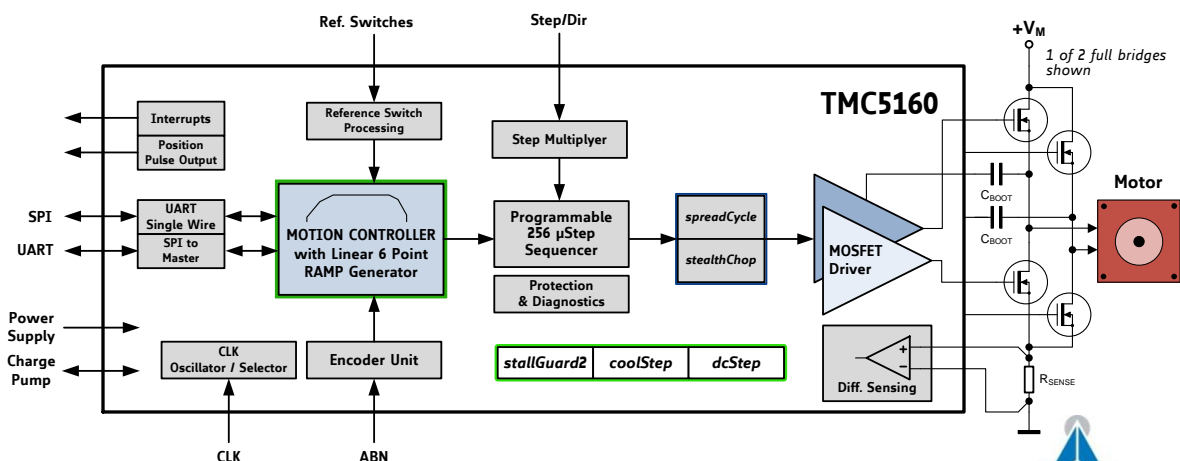 Ref. Switches
Step/Dir
+VM
1 of 2 full bridges
shown
TMC5160
Interrupts
Position
Pulse Output
Reference Switch
Processing
Step Multiplyer
CBOOT
CBOOT
Motor
SPI
UART
UART
Single Wire
SPI to
Master
MOTION CONTROLLER
with Linear 6 Point
RAMP Generator
Programmable
256 µStep
Sequencer
spreadCycle
stealthChop
MOSFET
Driver
Protection
& Diagnostics
Power
Supply
Charge
Pump
CLK
Oscillator / Selector
Encoder Unit
stallGuard2
coolStep
dcStep
+
−
Diff. Sensing
RSENSE
CLK
ABN